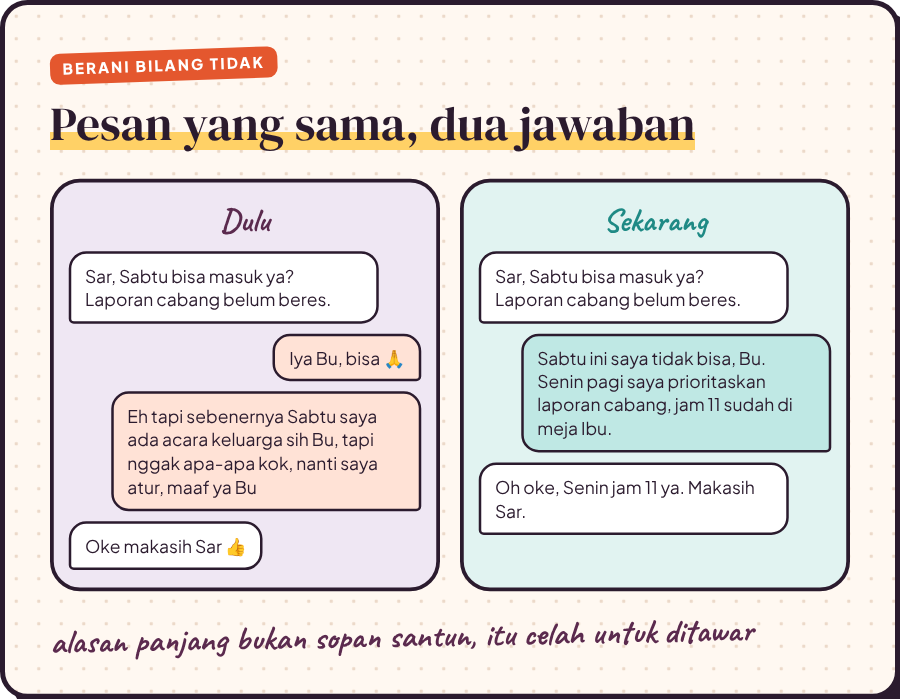 BERANI BILANG TIDAK
Pesan yang sama, dua jawaban
Dulu
Sar, Sabtu bisa masuk ya?
Laporan cabang belum beres.
Iya Bu, bisa 🙏
Eh tapi sebenernya Sabtu saya
ada acara keluarga sih Bu, tapi
nggak apa-apa kok, nanti saya
atur, maaf ya Bu
Oke makasih Sar 👍
Sekarang
Sar, Sabtu bisa masuk ya?
Laporan cabang belum beres.
Sabtu ini saya tidak bisa, Bu.
Senin pagi saya prioritaskan
laporan cabang, jam 11 sudah di
meja Ibu.
Oh oke, Senin jam 11 ya. Makasih
Sar.
alasan panjang bukan sopan santun, itu celah untuk ditawar